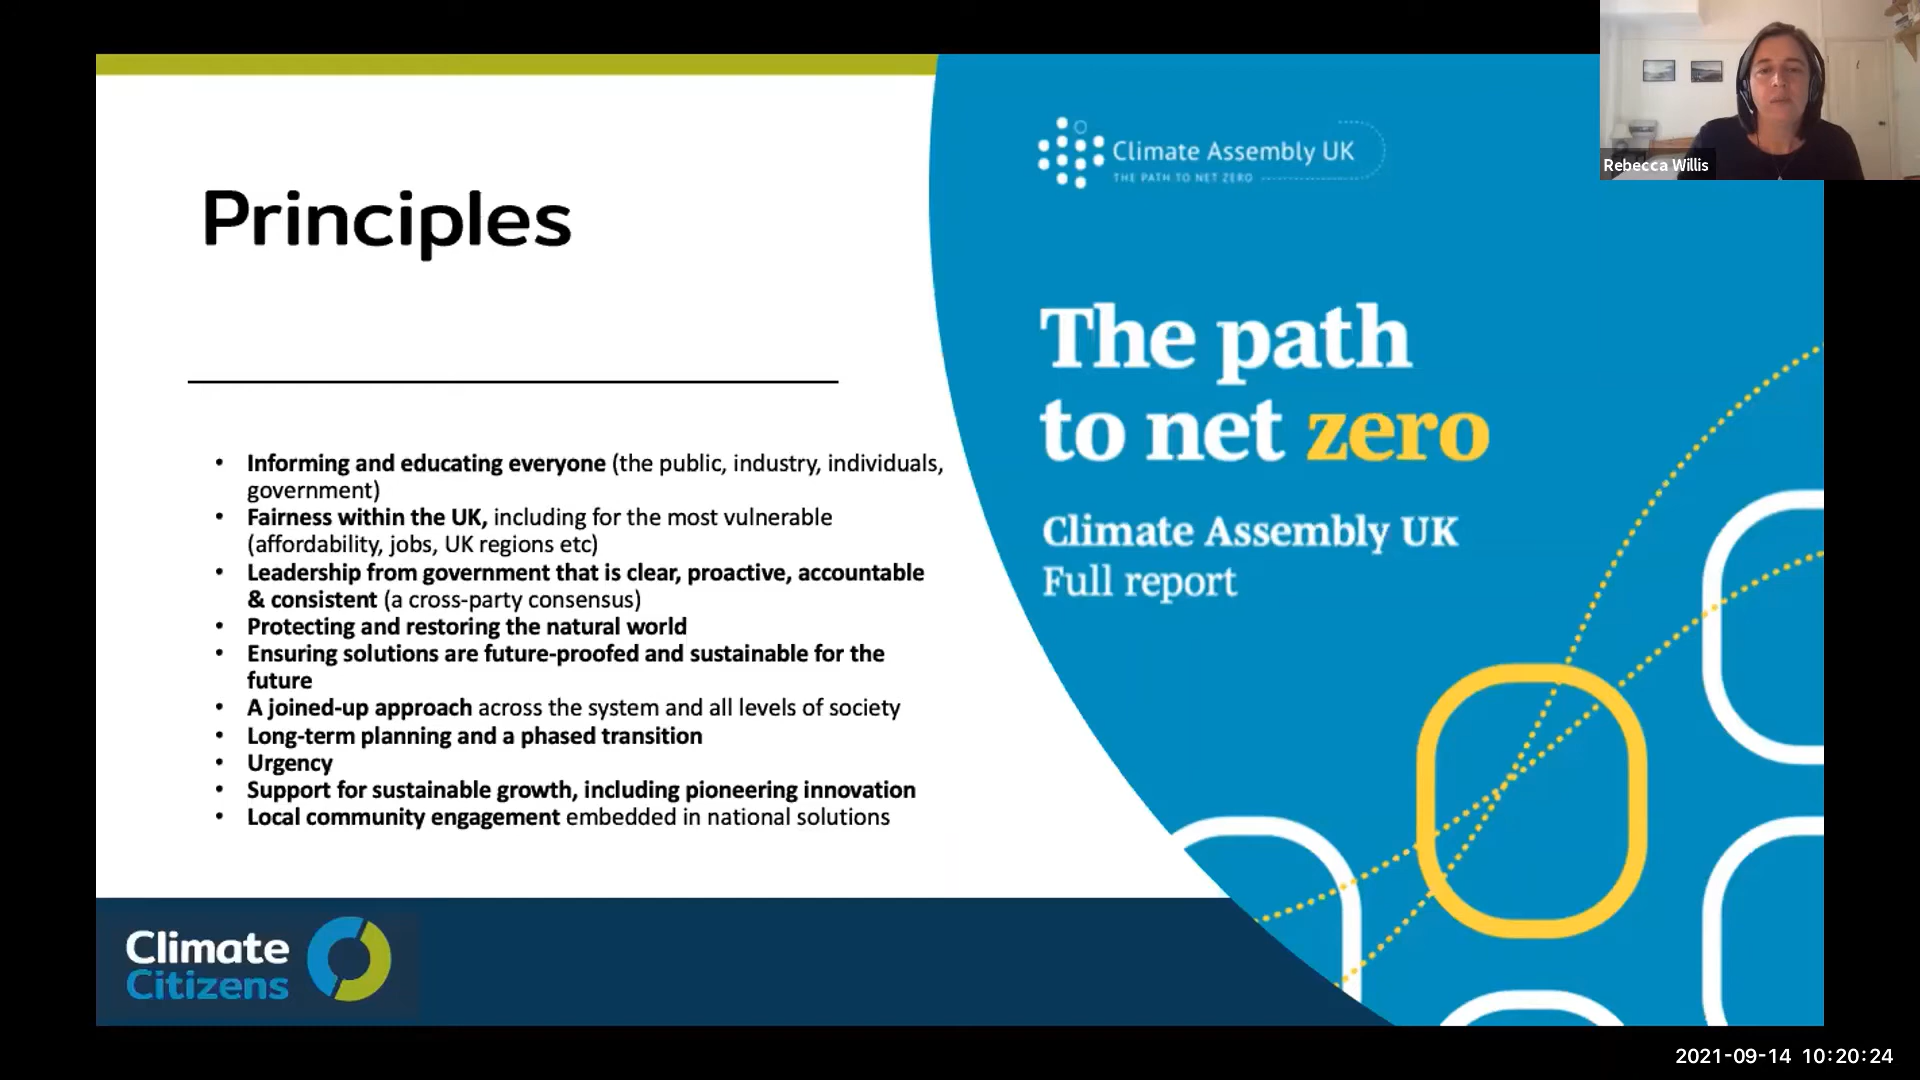 Principles
• Informing and educating everyone (the public, industry, individuals,
government)
• Fairness within the UK, including for the most vulnerable
(affordability, jobs, UK regions etc)
• Leadership from government that is clear, proactive, accountable
& consistent (a cross-party consensus)
• Protecting and restoring the natural world
• Ensuring solutions are future-proofed and sustainable for the
future
• A joined-up approach across the system and all levels of society
• Long-term planning and a phased transition
• Urgency
• Support for sustainable growth, including pioneering innovation
• Local community engagement embedded in national solutions
Climate
Citizens
Climate Assembly UK
THE PATH TO NET ZERO
The path
to net zero
Climate Assembly UK
Full report
Rebecca Willis
2021-09-14 10:20:24